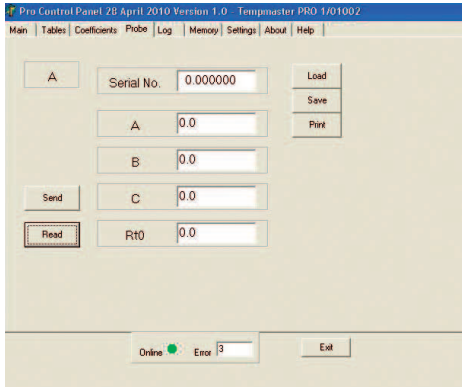 Pro Control Panel 28 April 2010 Version 1.0 - Tempmaster PRO 1/01002
Main Tables Coefficients Probe Log Memory Settings About Help
A Serial No. 0.000000 Load
Save
A 0.0 Print
B 0.0
Send C 0.0
Read Rt0 0.0
Online Error 3 Exit